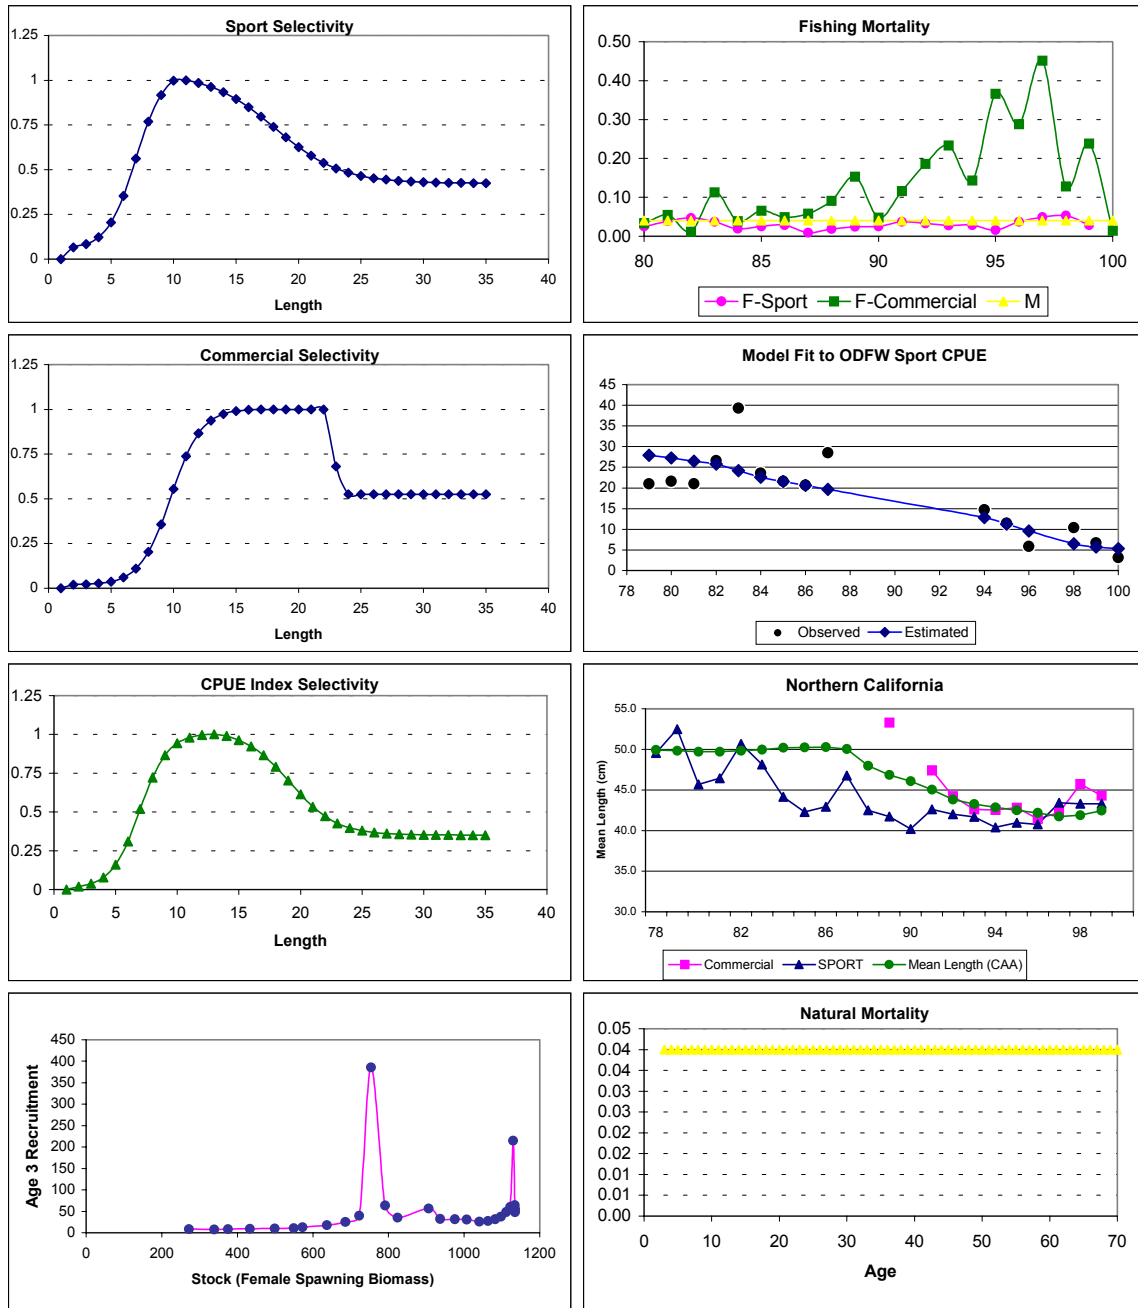 Sport Selectivity
1.25
1
0.75
0.5
0.25
0
0 5 10 15 20 25 30 35 40
Length
Fishing Mortality
0.50
0.40
0.30
0.20
0.10
0.00
80 85 90 95 100
F-Sport F-Commercial M
Commercial Selectivity
1.25
1
0.75
0.5
0.25
0
0 5 10 15 20 25 30 35 40
Length
Model Fit to ODFW Sport CPUE
45
40
35
30
25
20
15
10
5
0
78 80 82 84 86 88 90 92 94 96 98 100
Observed Estimated
CPUE Index Selectivity
1.25
1
0.75
0.5
0.25
0
0 5 10 15 20 25 30 35 40
Length
Northern California
Mean Length (cm)
55.0
50.0
45.0
40.0
35.0
30.0
78 82 86 90 94 98
Commercial SPORT Mean Length (CAA)
Age 3 Recruitment
450
400
350
300
250
200
150
100
50
0
0 200 400 600 800 1000 1200
Stock (Female Spawning Biomass)
Natural Mortality
0.05
0.04
0.04
0.03
0.03
0.02
0.02
0.01
0.01
0.00
0 10 20 30 40 50 60 70
Age